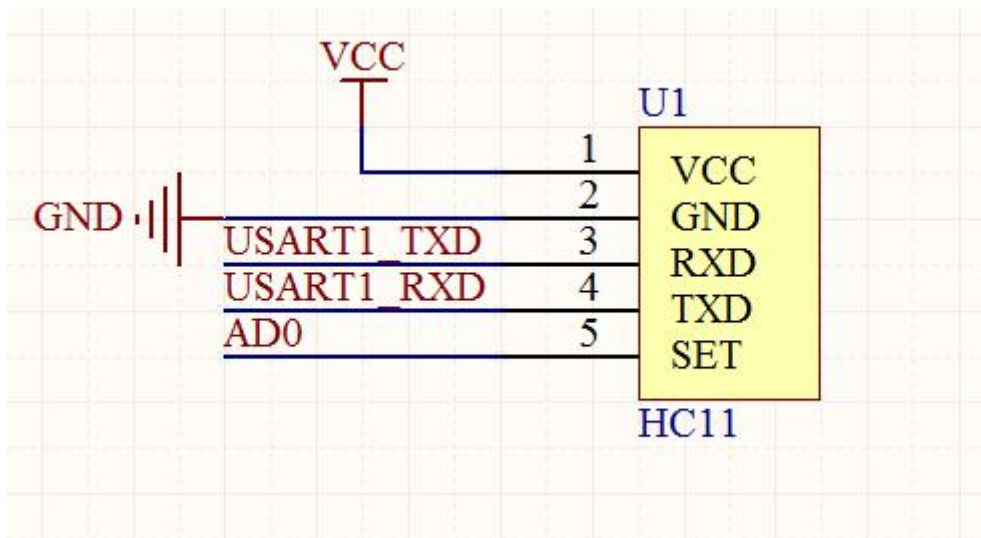 VCC
U1
1 VCC
GND 2 GND
USART1_TXD 3 RXD
USART1_RXD 4 TXD
AD0 5 SET
HC11